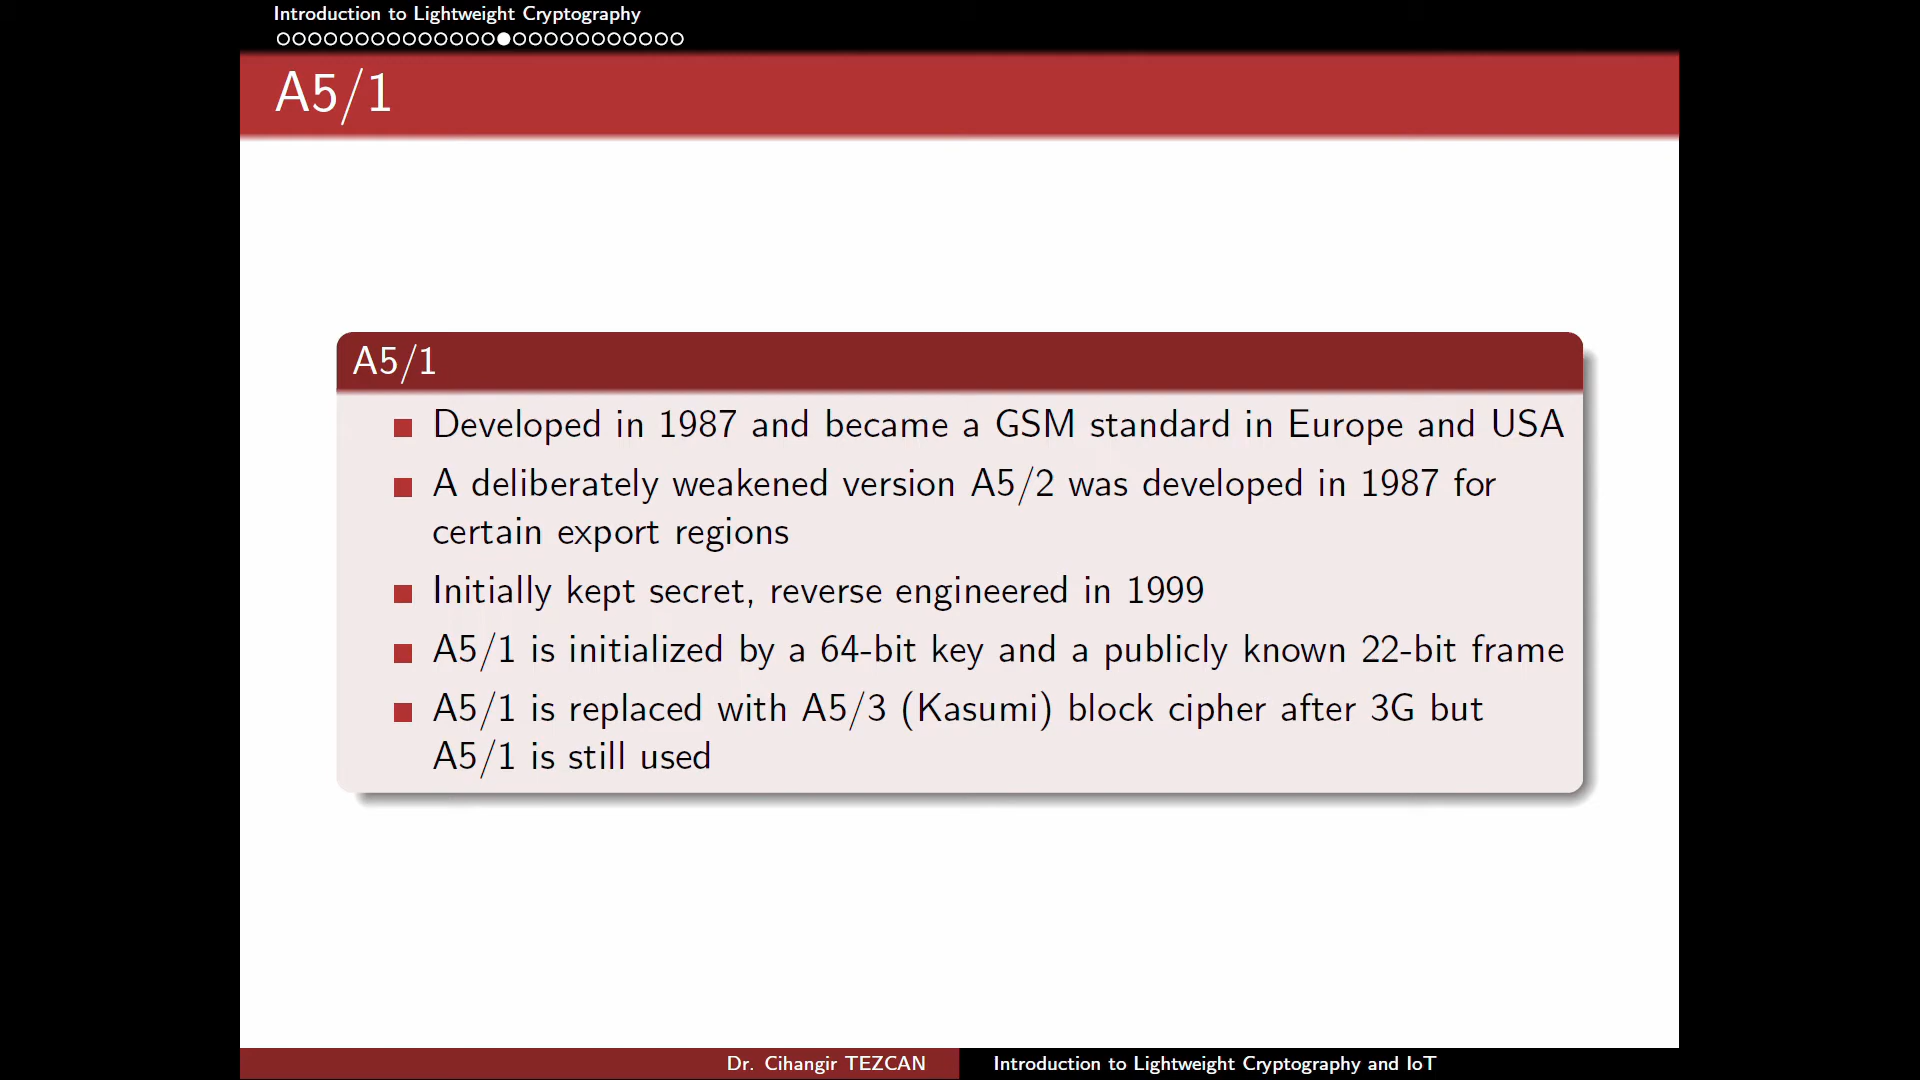 Introduction to Lightweight Cryptography
A5/1
A5/1
Developed in 1987 and became a GSM standard in Europe and USA
A deliberately weakened version A5/2 was developed in 1987 for
certain export regions
Initially kept secret, reverse engineered in 1999
A5/1 is initialized by a 64-bit key and a publicly known 22-bit frame
A5/1 is replaced with A5/3 (Kasumi) block cipher after 3G but
A5/1 is still used
Dr. Cihangir TEZCAN
Introduction to Lightweight Cryptography and IoT